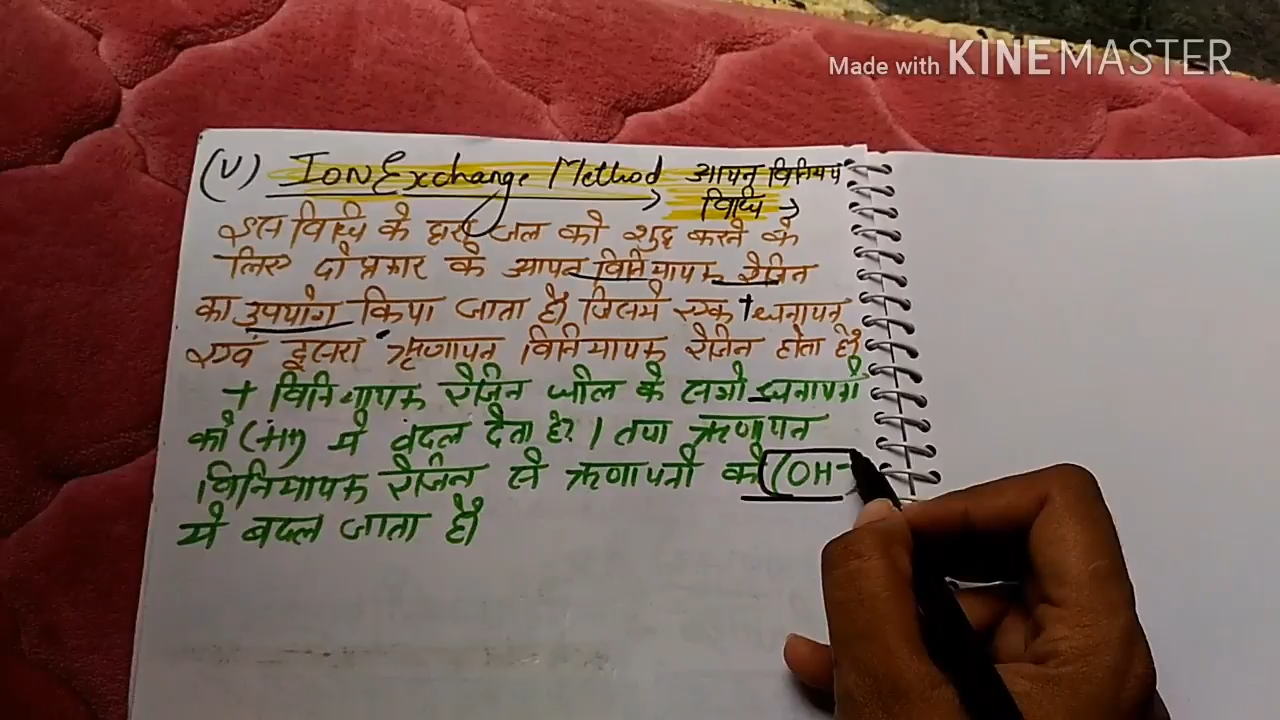 Made with KINEMASTER
(V) Ion Exchange Method आयन विनिमय
विधि →
इस विधि के द्वारा जल को शुद्ध करने के
लिए दो प्रकार के आयन विनिमायक रेजिन
का उपयोग किया जाता है। जिसमे एक + धनायन
एवं दूसरा ऋणायन विनिमायक रेजिन होता है।
+ विनिमायक रेजिन घोल के सभी धनायनो
को (H+) मे बदल देता है। तथा ऋणायन
विनिमायक रेजिन से ऋणायनो को (OH-
मे बदल जाता है।